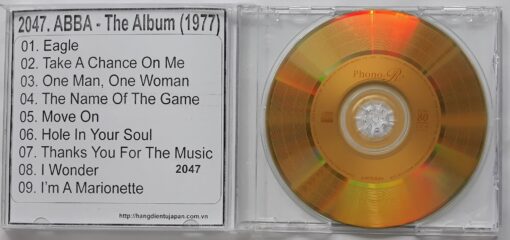 2047. ABBA - The Album (1977)
01. Eagle
02. Take A Chance On Me
03. One Man, One Woman
04. The Name Of The Game
05. Move On
06. Hole In Your Soul
07. Thanks You For The Music
08. I Wonder 2047
09. I'm A Marionette
http://hangdientujapan.com.vn
Phono-R
80